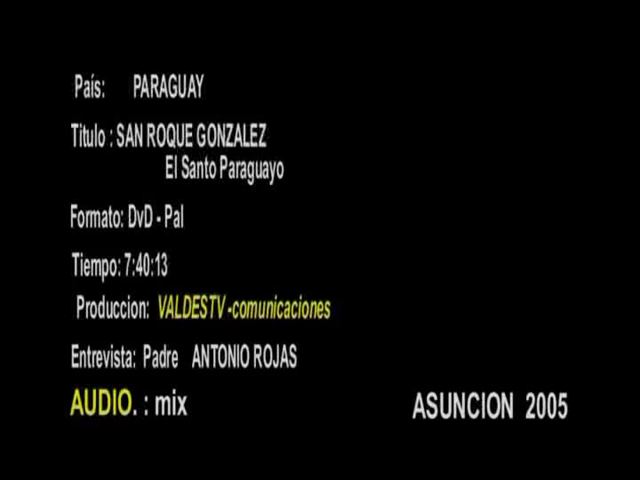 País: PARAGUAY
Titulo : SAN ROQUE GONZALEZ
El Santo Paraguayo
Formato: DvD - Pal
Tiempo: 7:40:13
Produccion: VALDESTV -comunicaciones
Entrevista: Padre ANTONIO ROJAS
AUDIO. : mix
ASUNCION 2005